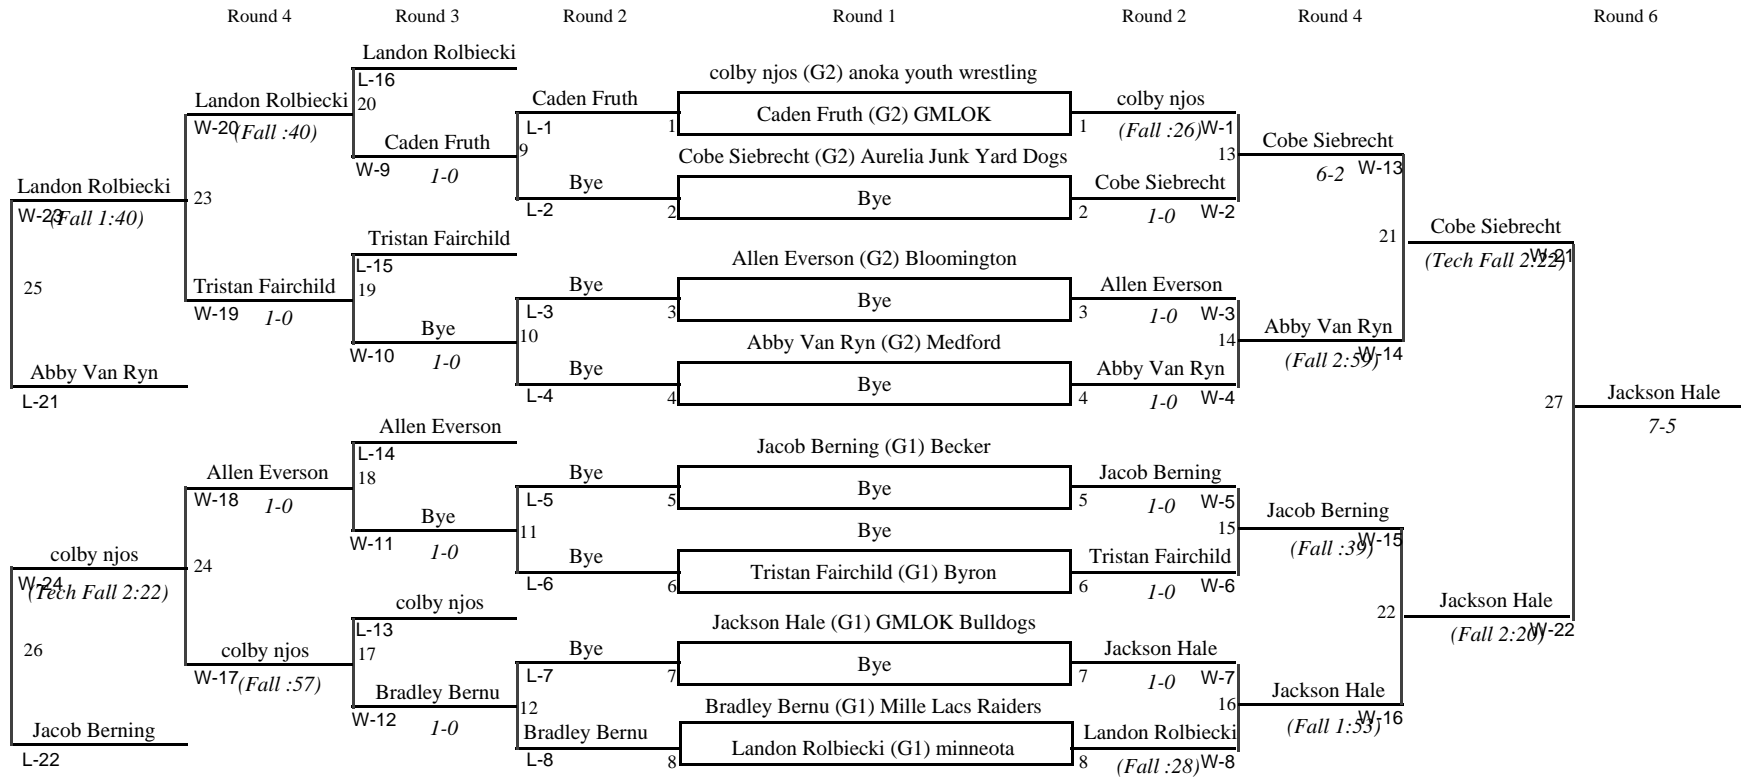 Round 4 Round 3 Round 2 Round 1 Round 2 Round 4 Round 6
Landon Rolbiecki
L-16
20
Landon Rolbiecki
W-20 (Fall :40)
Caden Fruth
W-9 1-0
Caden Fruth
L-1
9
Bye
L-2
Landon Rolbiecki
W-23 (Fall 1:40)
23
Tristan Fairchild
L-15
19
Tristan Fairchild
W-19 1-0
Bye
W-10 1-0
Bye
L-3
10
Bye
L-4
25
Abby Van Ryn
L-21
Allen Everson
L-14
18
Allen Everson
W-18 1-0
Bye
W-11 1-0
Bye
L-5
11
Bye
L-6
colby njos
W-24 (Tech Fall 2:22)
24
colby njos
L-13
17
colby njos
W-17 (Fall :57)
Bradley Bernu
W-12 1-0
Bye
L-7
12
Bradley Bernu
L-8
26
Jacob Berning
L-22
colby njos (G2) anoka youth wrestling
1 Caden Fruth (G2) GMLOK 1
Cobe Siebrecht (G2) Aurelia Junk Yard Dogs
2 Bye 2
Allen Everson (G2) Bloomington
3 Bye 3
Abby Van Ryn (G2) Medford
4 Bye 4
Jacob Berning (G1) Becker
5 Bye 5
Bye
6 Tristan Fairchild (G1) Byron 6
Jackson Hale (G1) GMLOK Bulldogs
7 Bye 7
Bradley Bernu (G1) Mille Lacs Raiders
8 Landon Rolbiecki (G1) minneota 8
colby njos
(Fall :26) W-1
13
Cobe Siebrecht
1-0 W-2
Cobe Siebrecht
6-2 W-13
Allen Everson
1-0 W-3
14
Abby Van Ryn
1-0 W-4
Abby Van Ryn
(Fall 2:59) W-14
21
Cobe Siebrecht
(Tech Fall 2:22) W-21
Jacob Berning
1-0 W-5
15
Tristan Fairchild
1-0 W-6
Jacob Berning
(Fall :39) W-15
Jackson Hale
1-0 W-7
16
Landon Rolbiecki
(Fall :28) W-8
Jackson Hale
(Fall 1:53) W-16
22
Jackson Hale
(Fall 2:20) W-22
27
Jackson Hale
7-5